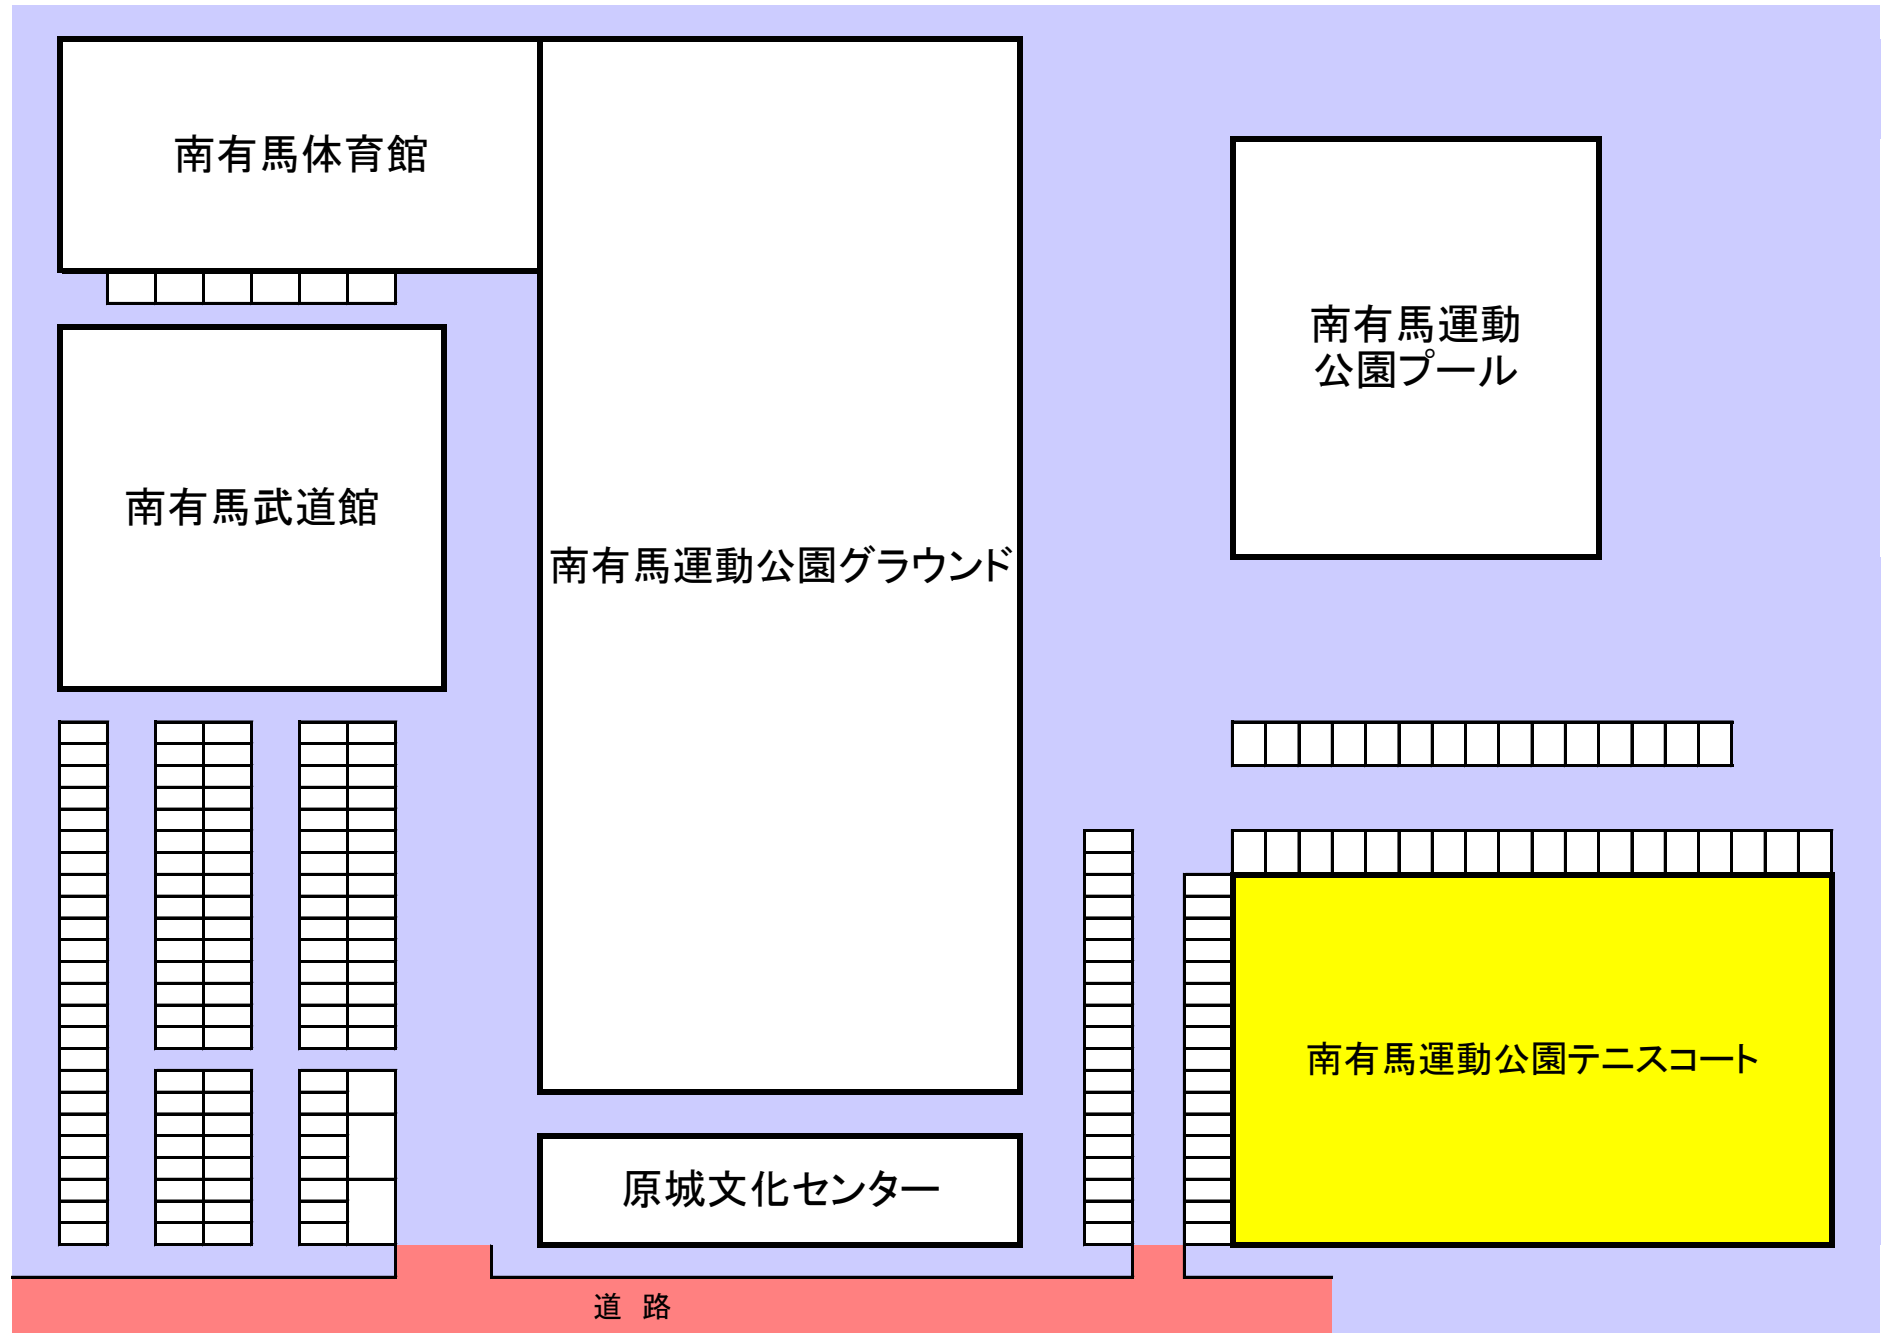 南有馬体育館
南有馬運動
公園プール
南有馬武道館
南有馬運動公園グラウンド
南有馬運動公園テニスコート
原城文化センター
道 路